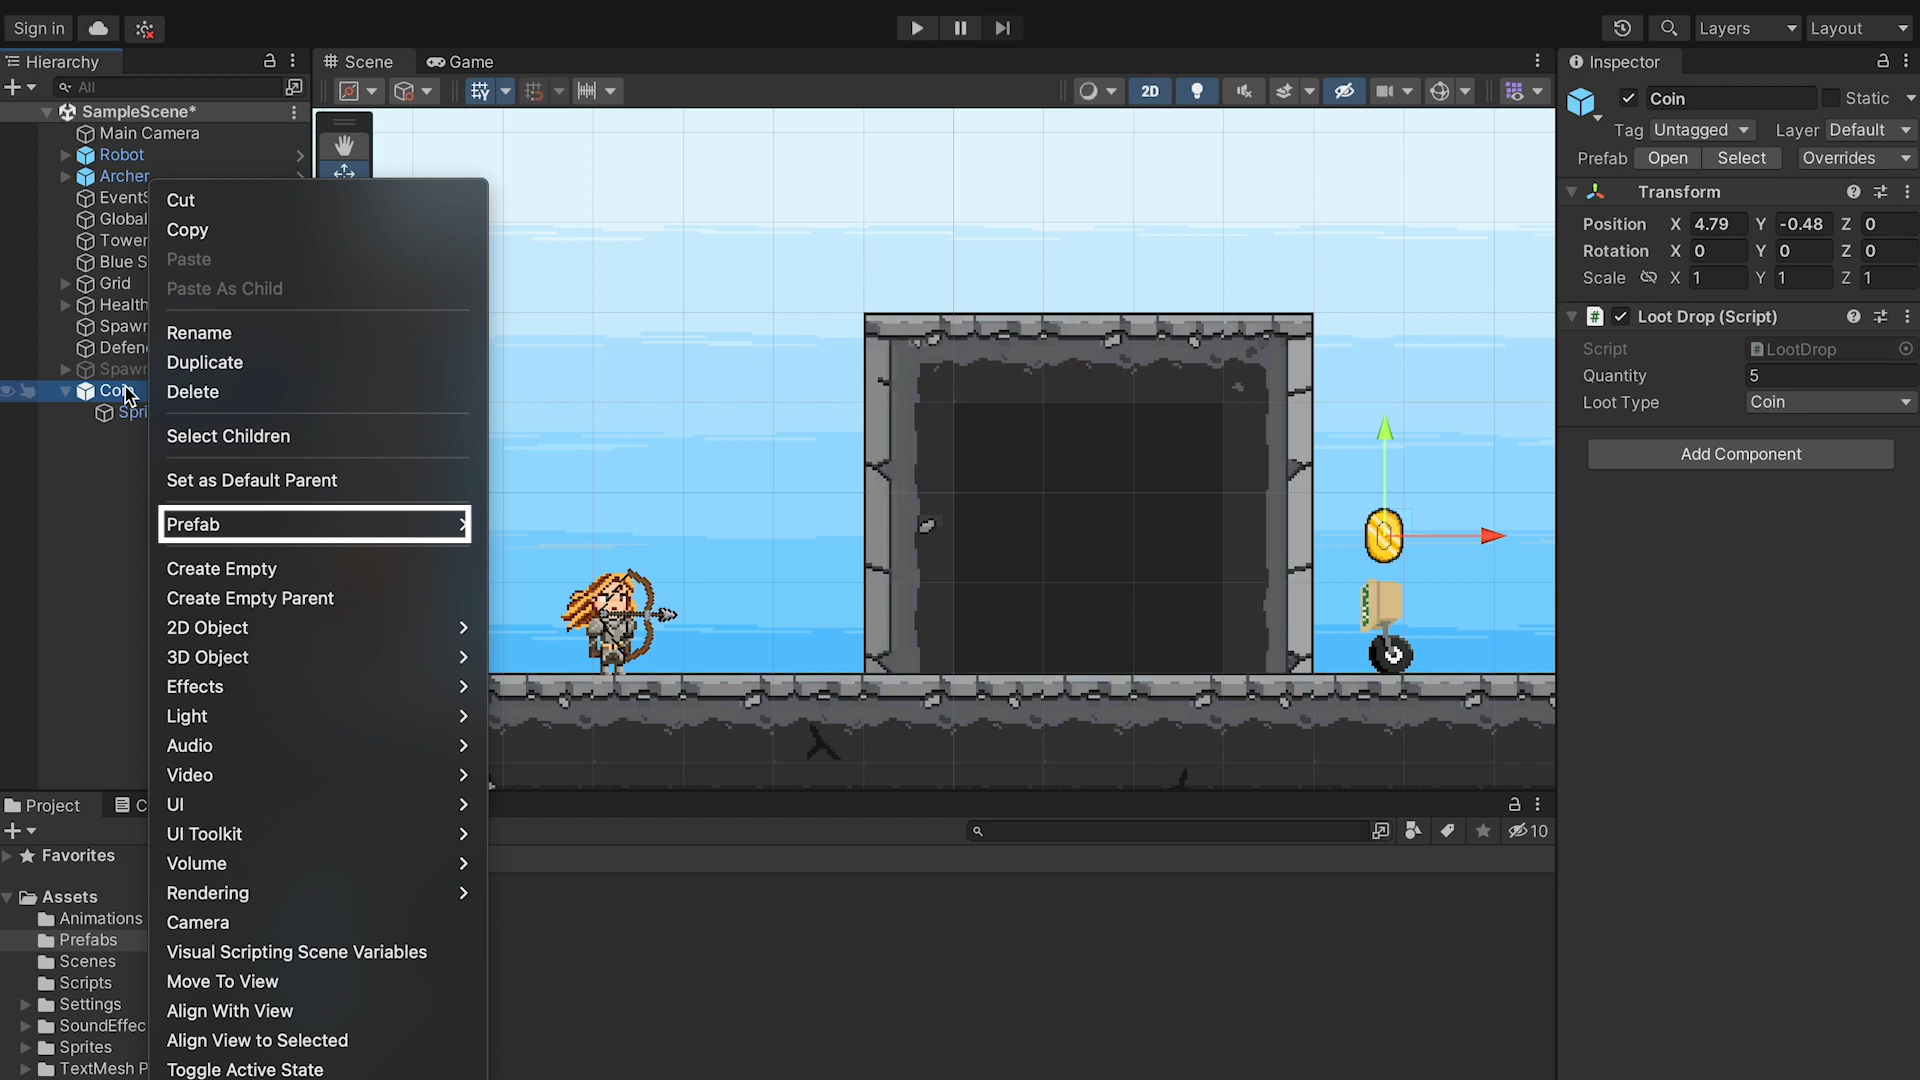 Sign in
Layers
Layout
Hierarchy
Scene
Game
Inspector
All
2D
Coin
Static
SampleScene*
Main Camera
Robot
Archer
EventS
Global
Tower
Blue S
Grid
Health
Spawn
Defen
Spawn
Coin
Spri
Tag Untagged
Layer Default
Prefab Open Select Overrides
Transform
Position X 4.79 Y -0.48 Z 0
Rotation X 0 Y 0 Z 0
Scale X 1 Y 1 Z 1
Loot Drop (Script)
Script LootDrop
Quantity 5
Loot Type Coin
Add Component
Cut
Copy
Paste
Paste As Child
Rename
Duplicate
Delete
Select Children
Set as Default Parent
Prefab
Create Empty
Create Empty Parent
2D Object
3D Object
Effects
Light
Audio
Video
UI
UI Toolkit
Volume
Rendering
Camera
Visual Scripting Scene Variables
Move To View
Align With View
Align View to Selected
Toggle Active State
Project
C
10
Favorites
Assets
Animations
Prefabs
Scenes
Scripts
Settings
SoundEffec
Sprites
TextMesh P